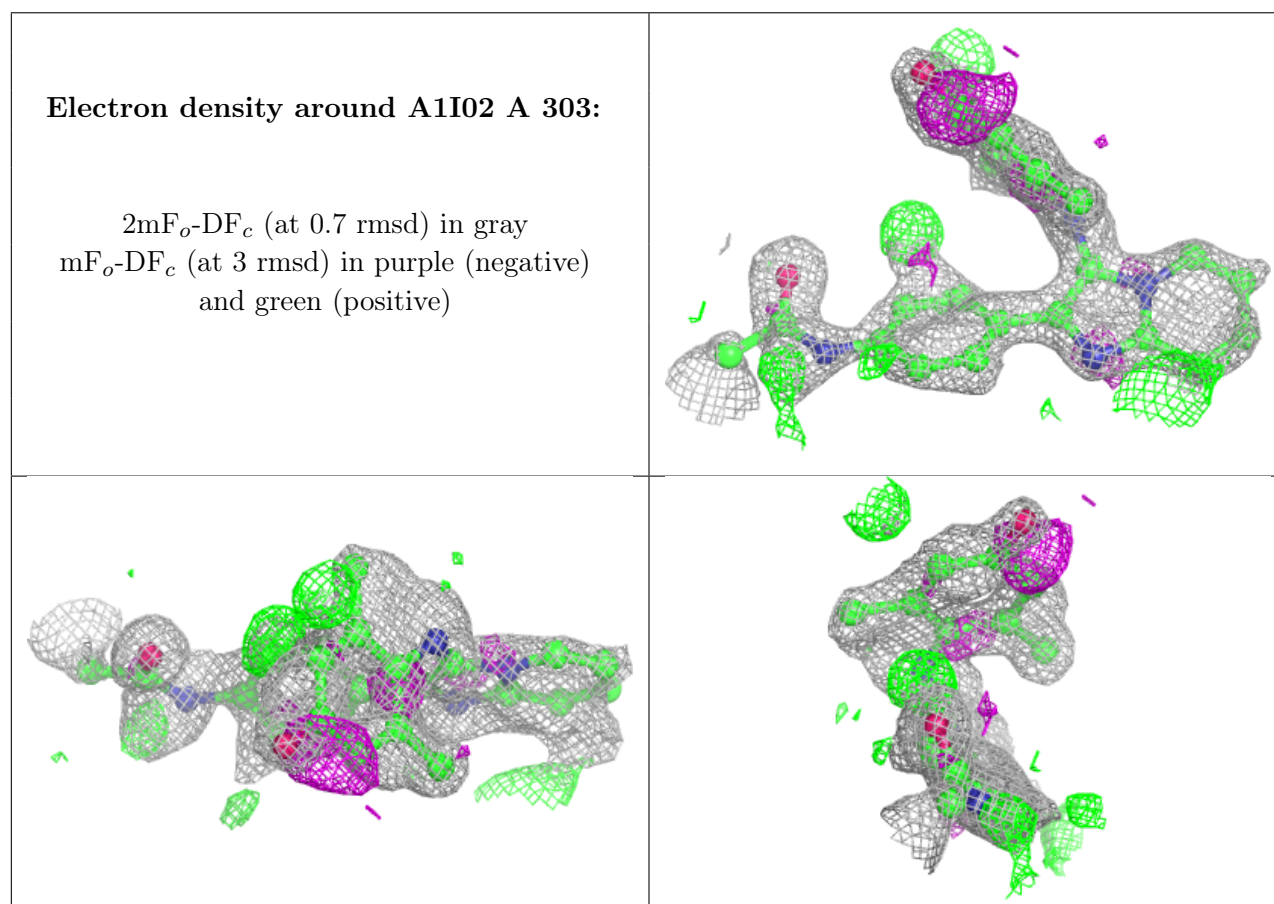 Electron density around A1I02 A 303:
2mFo-DFc (at 0.7 rmsd) in gray
mFo-DFc (at 3 rmsd) in purple (negative)
and green (positive)